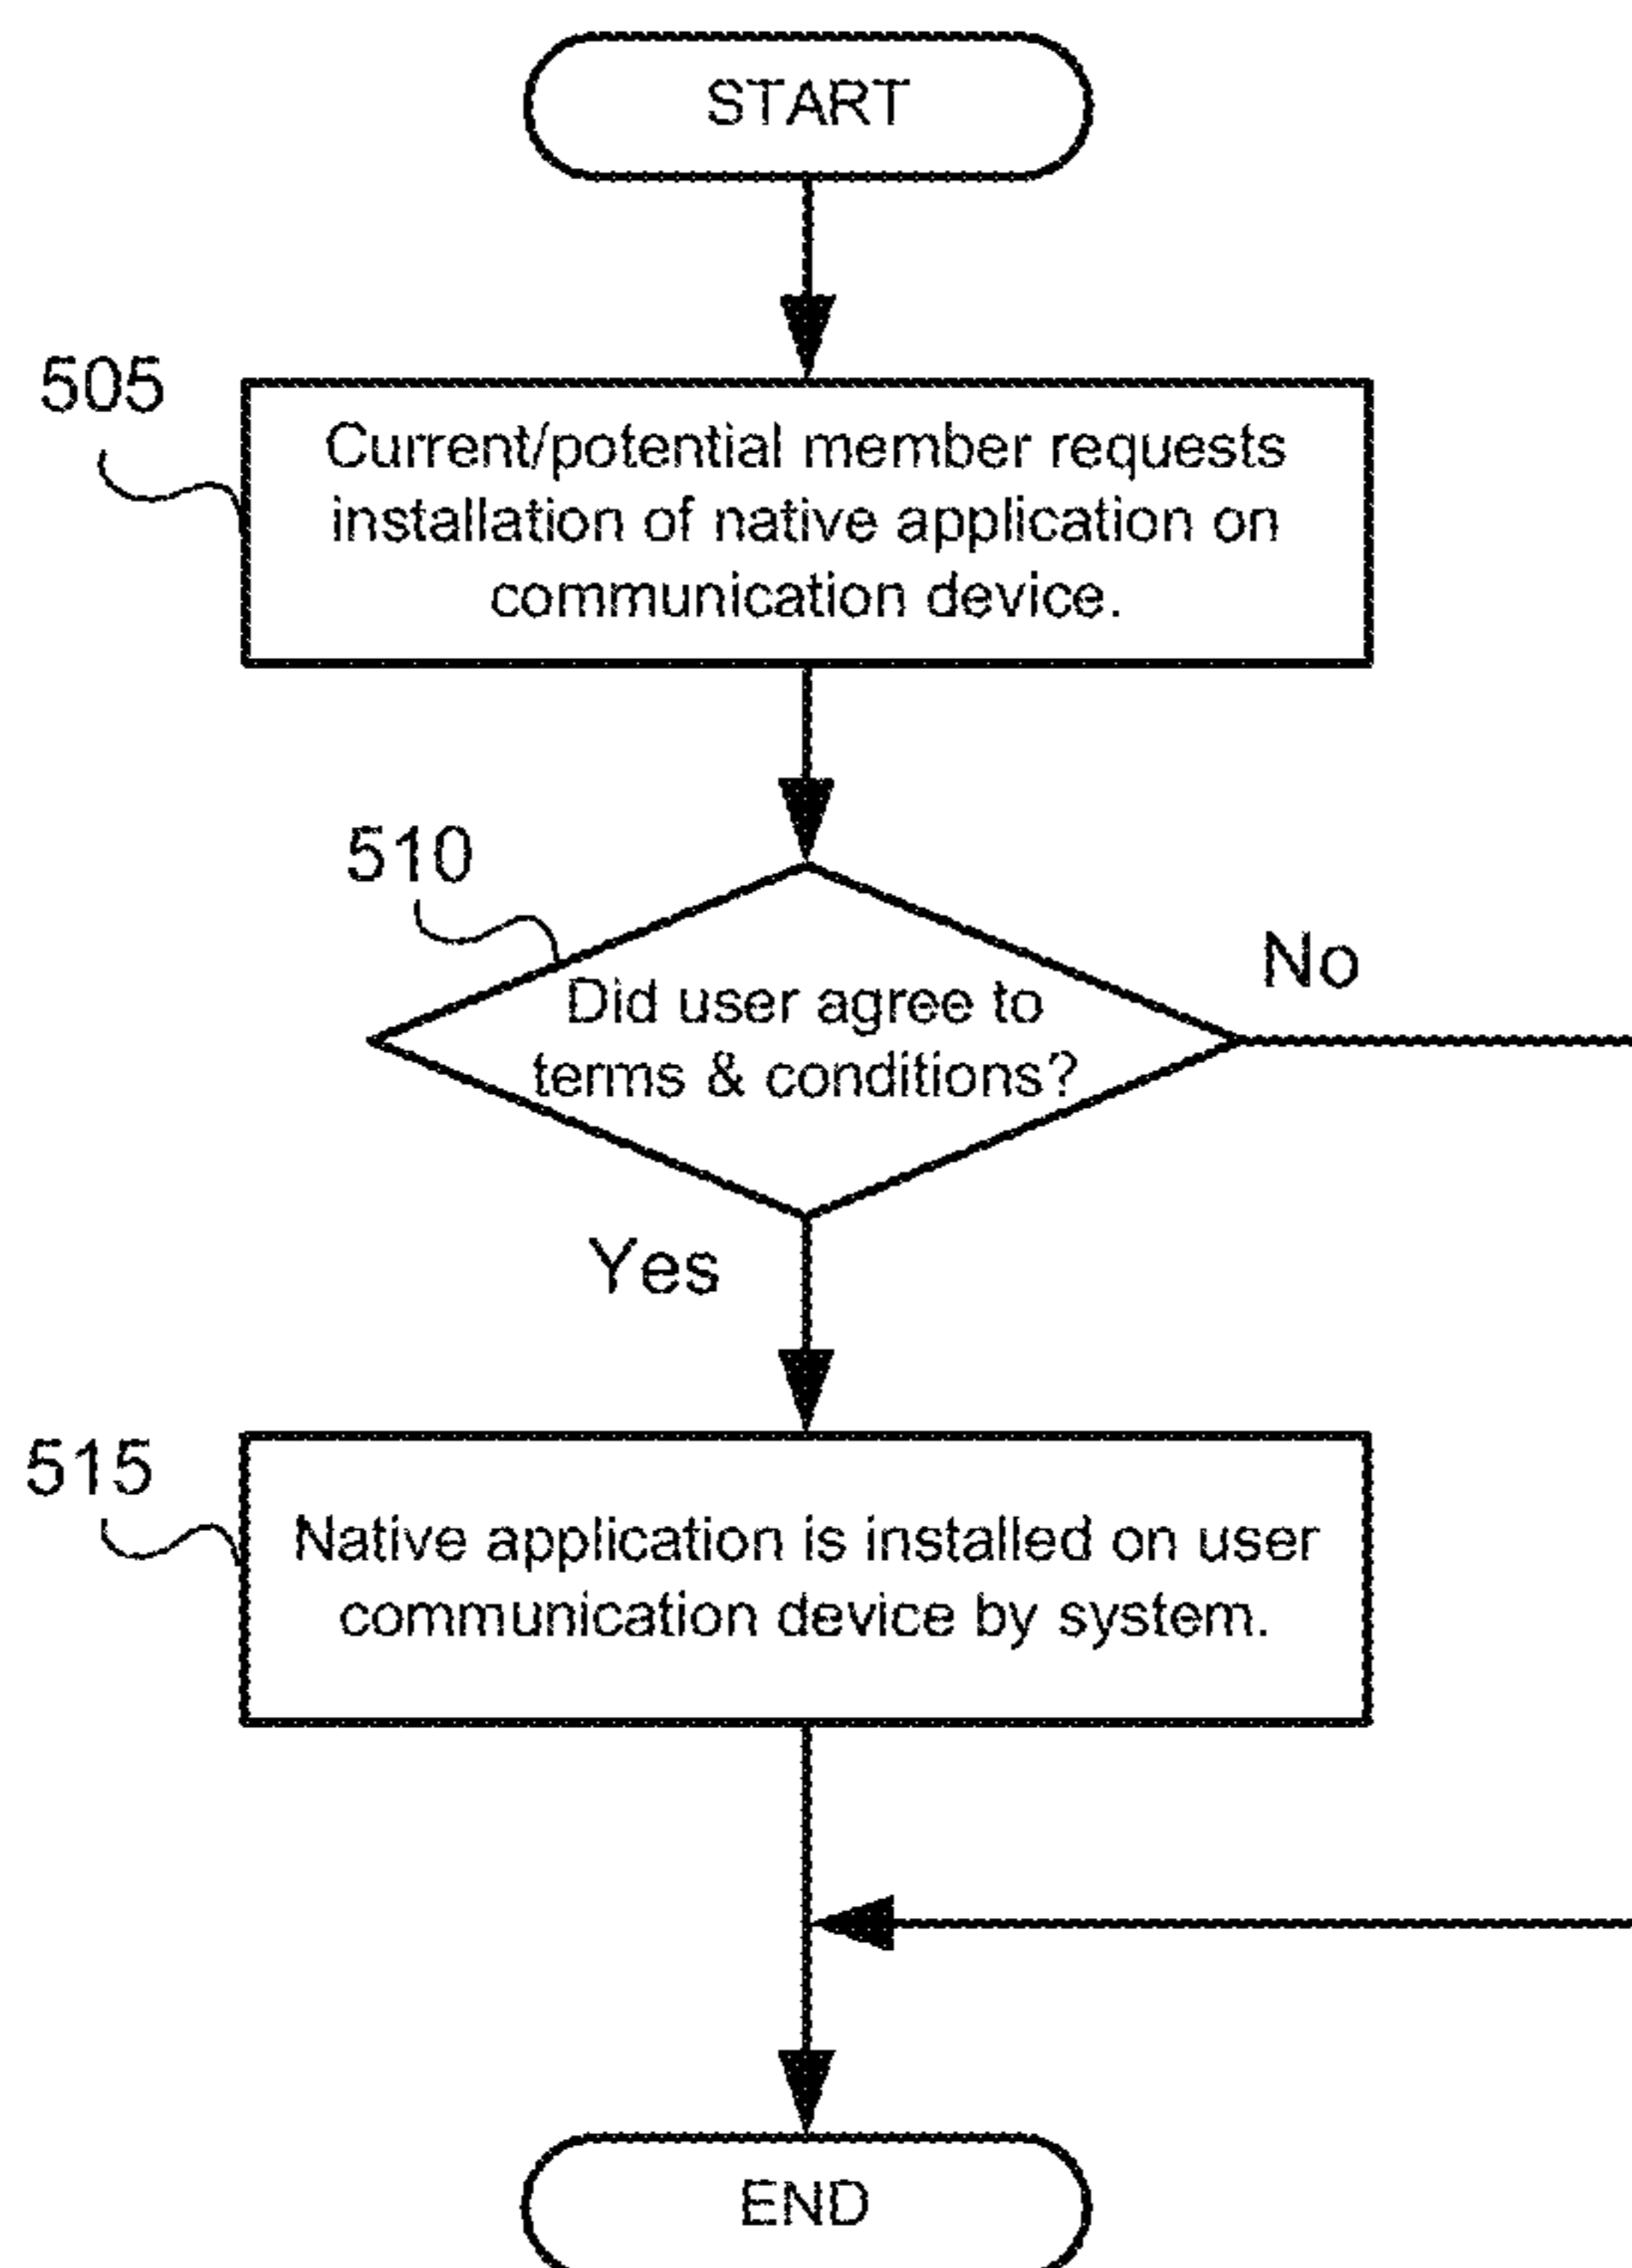 START
505
Current/potential member requests
installation of native application on
communication device.
510
Did user agree to
terms & conditions?
No
Yes
515
Native application is installed on user
communication device by system.
END